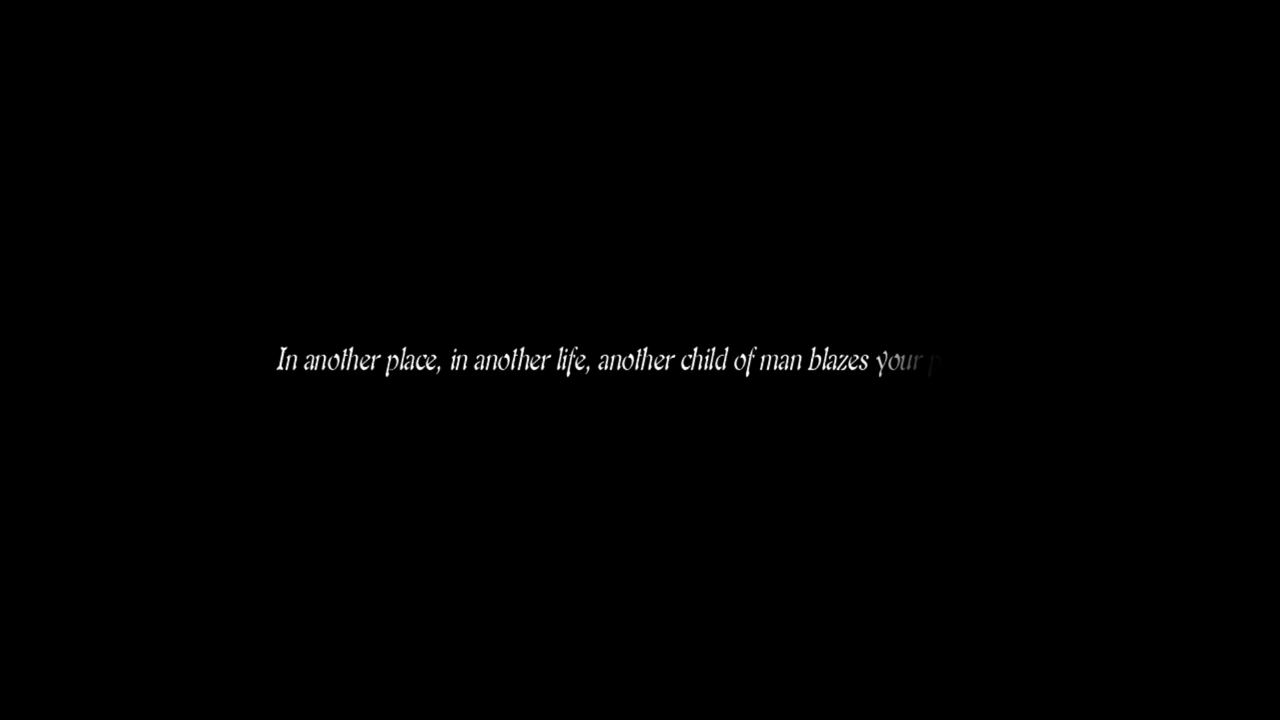 In another place, in another life, another child of man blazes your